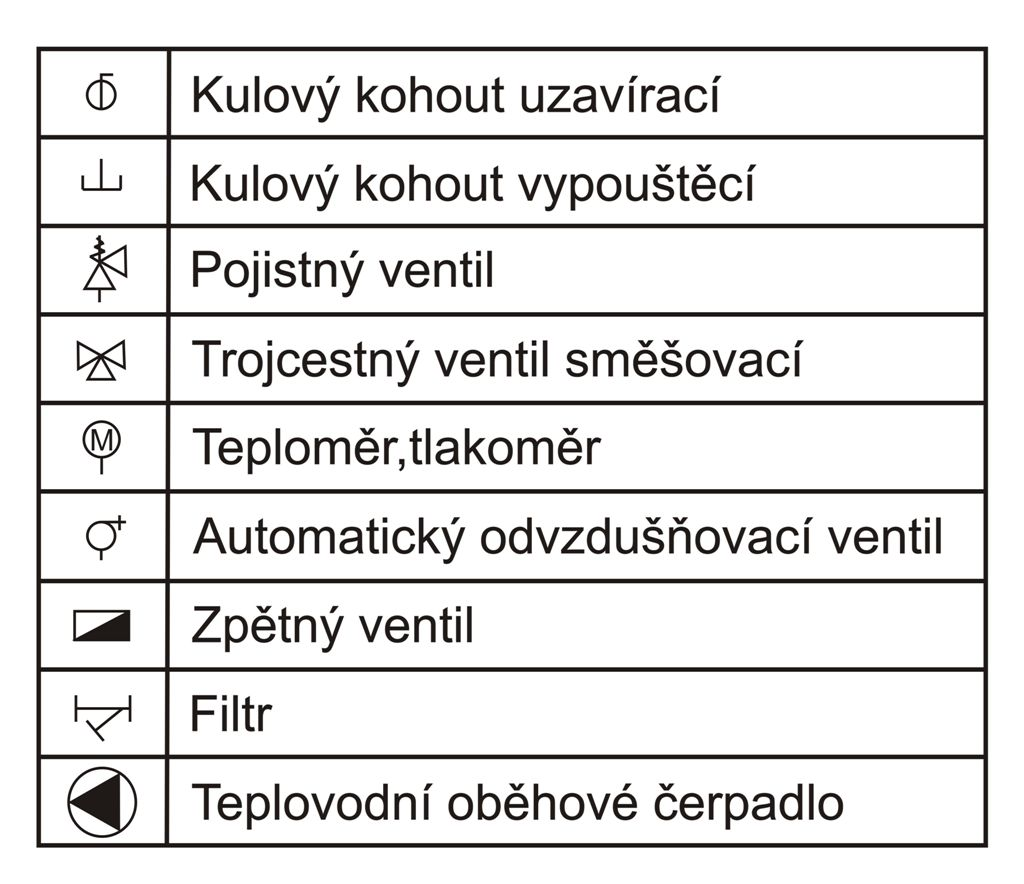 Kulový kohout uzavírací
Kulový kohout vypouštěcí
Pojistný ventil
Trojcestný ventil směšovací
M
Teploměr,tlakoměr
Automatický odvzdušňovací ventil
Zpětný ventil
Filtr
Teplovodní oběhové čerpadlo